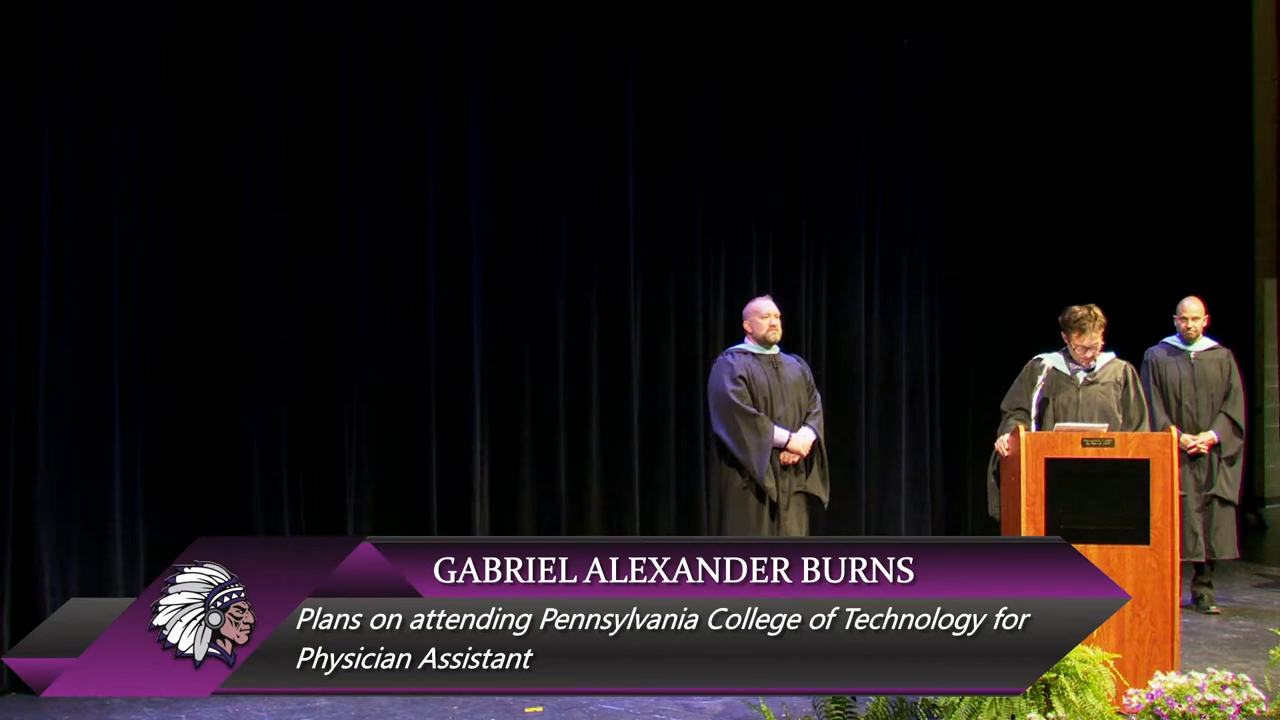 GABRIEL ALEXANDER BURNS
Plans on attending Pennsylvania College of Technology for
Physician Assistant